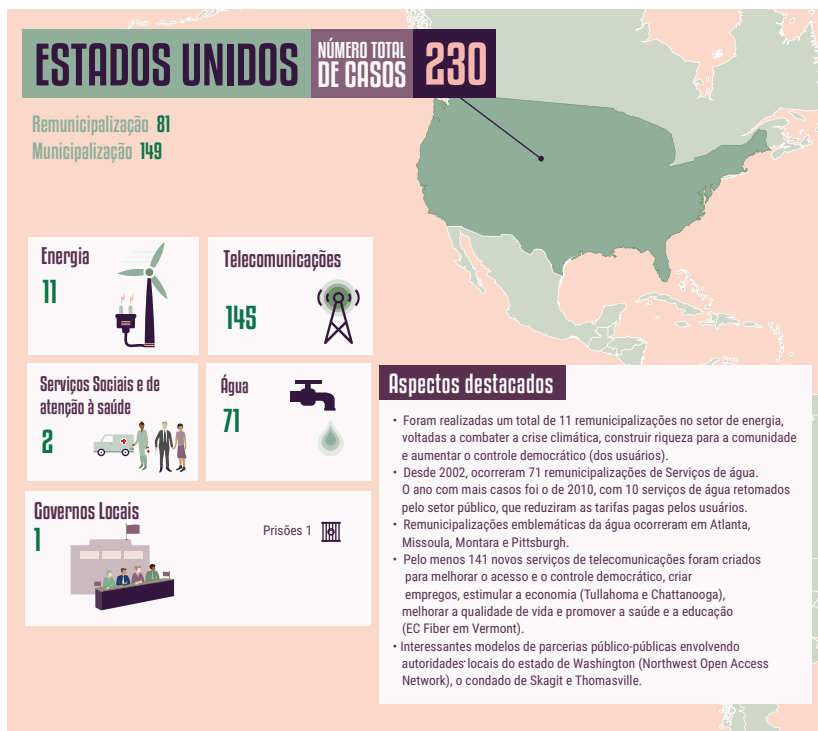 ESTADOS UNIDOS
NÚMERO TOTAL
DE CASOS
230
Remunicipalização 81
Municipalização 149
Energia
11
Telecomunicações
145
Serviços Sociais e de
atenção à saúde
2
Água
71
Governos Locais
1
Prisões 1
Aspectos destacados
• Foram realizadas um total de 11 remunicipalizações no setor de energia,
voltadas a combater a crise climática, construir riqueza para a comunidade
e aumentar o controle democrático (dos usuários).
• Desde 2002, ocorreram 71 remunicipalizações de Serviços de água.
O ano com mais casos foi o de 2010, com 10 serviços de água retomados
pelo setor público, que reduziram as tarifas pagas pelos usuários.
• Remunicipalizações emblemáticas da água ocorreram em Atlanta,
Missoula, Montara e Pittsburgh.
• Pelo menos 141 novos serviços de telecomunicações foram criados
para melhorar o acesso e o controle democrático, criar
empregos, estimular a economia (Tullahoma e Chattanooga),
melhorar a qualidade de vida e promover a saúde e a educação
(EC Fiber em Vermont).
• Interessantes modelos de parcerias público-públicas envolvendo
autoridades locais do estado de Washington (Northwest Open Access
Network), o condado de Skagit e Thomasville.